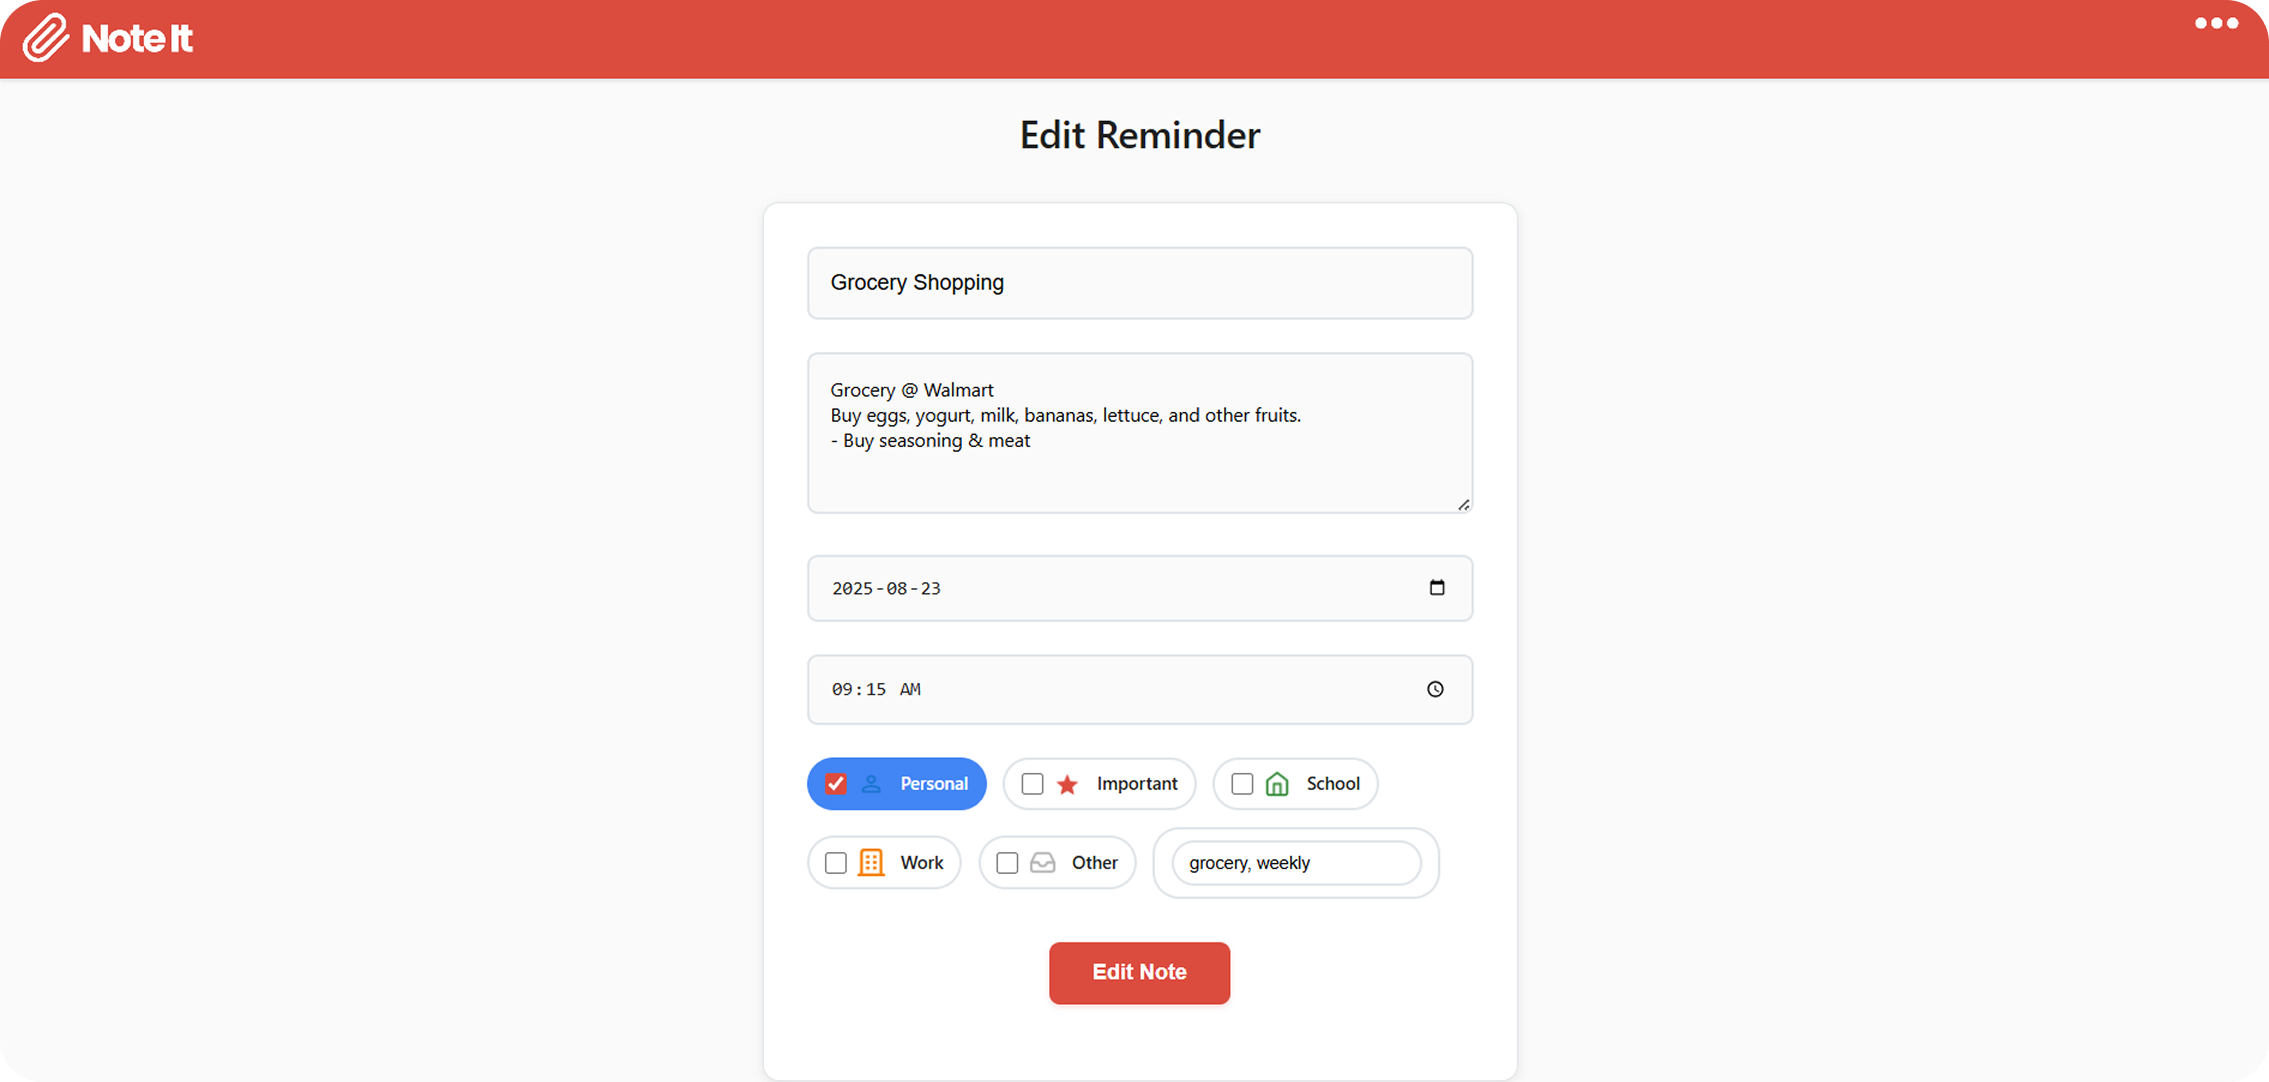 Note It
Edit Reminder
Grocery Shopping
Grocery @ Walmart
Buy eggs, yogurt, milk, bananas, lettuce, and other fruits.
- Buy seasoning & meat
2025-08-23
09:15 AM
Personal
Important
School
Work
Other
grocery, weekly
Edit Note